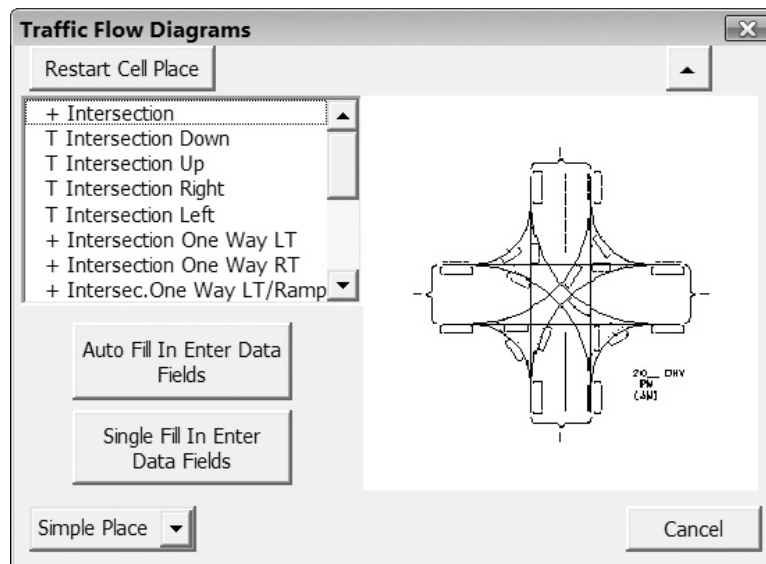 Traffic Flow Diagrams
Restart Cell Place
+ Intersection
T Intersection Down
T Intersection Up
T Intersection Right
T Intersection Left
+ Intersection One Way LT
+ Intersection One Way RT
+ Intersec.One Way LT/Ramp
Auto Fill In Enter Data
Fields
Single Fill In Enter
Data Fields
20__ DHV
PM
(AM)
Simple Place
Cancel